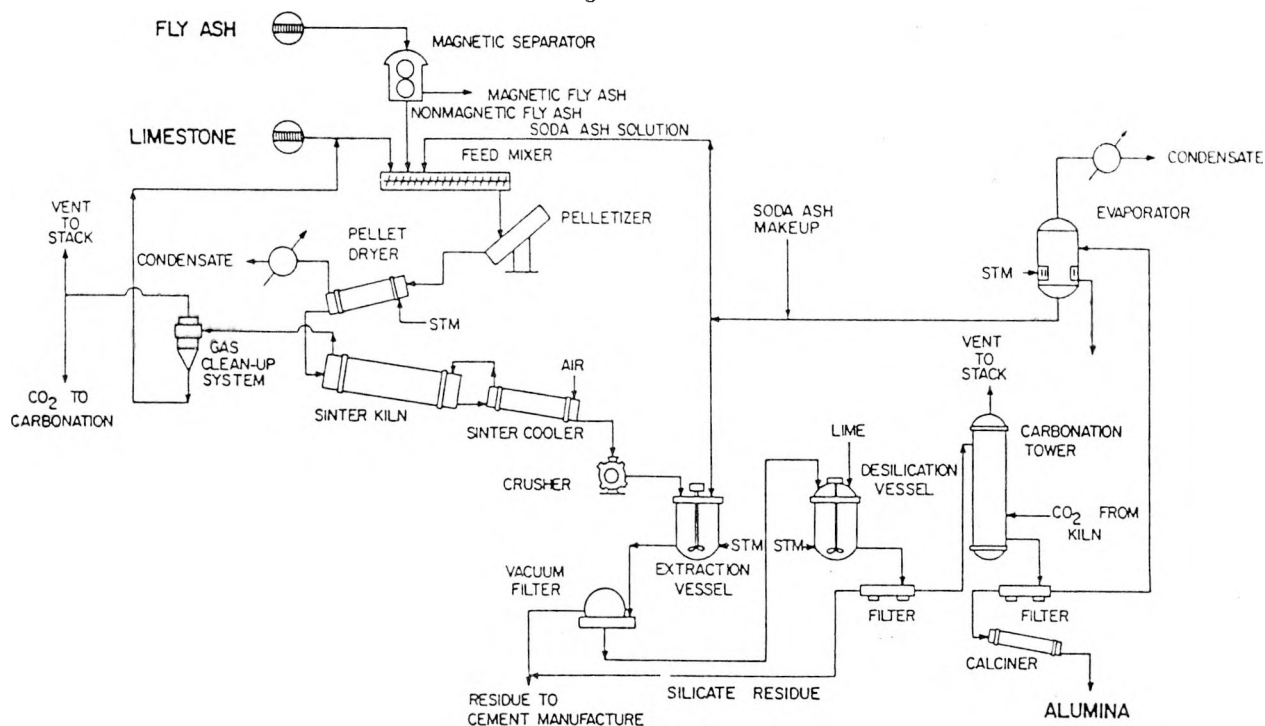 FLY ASH
MAGNETIC SEPARATOR
MAGNETIC FLY ASH
NONMAGNETIC FLY ASH
LIMESTONE
SODA ASH SOLUTION
FEED MIXER
CONDENSATE
VENT
TO
STACK
PELLETIZER
SODA ASH
MAKEUP
EVAPORATOR
PELLET
DRYER
CONDENSATE
STM
STM
GAS
CLEAN-UP
SYSTEM
VENT
TO
STACK
AIR
CO2 TO
CARBONATION
SINTER KILN
SINTER COOLER
LIME
CARBONATION
TOWER
CRUSHER
DESILICATION
VESSEL
CO2 FROM
KILN
STM
STM
EXTRACTION
VESSEL
VACUUM
FILTER
FILTER
FILTER
CALCINER
SILICATE RESIDUE
RESIDUE TO
CEMENT MANUFACTURE
ALUMINA